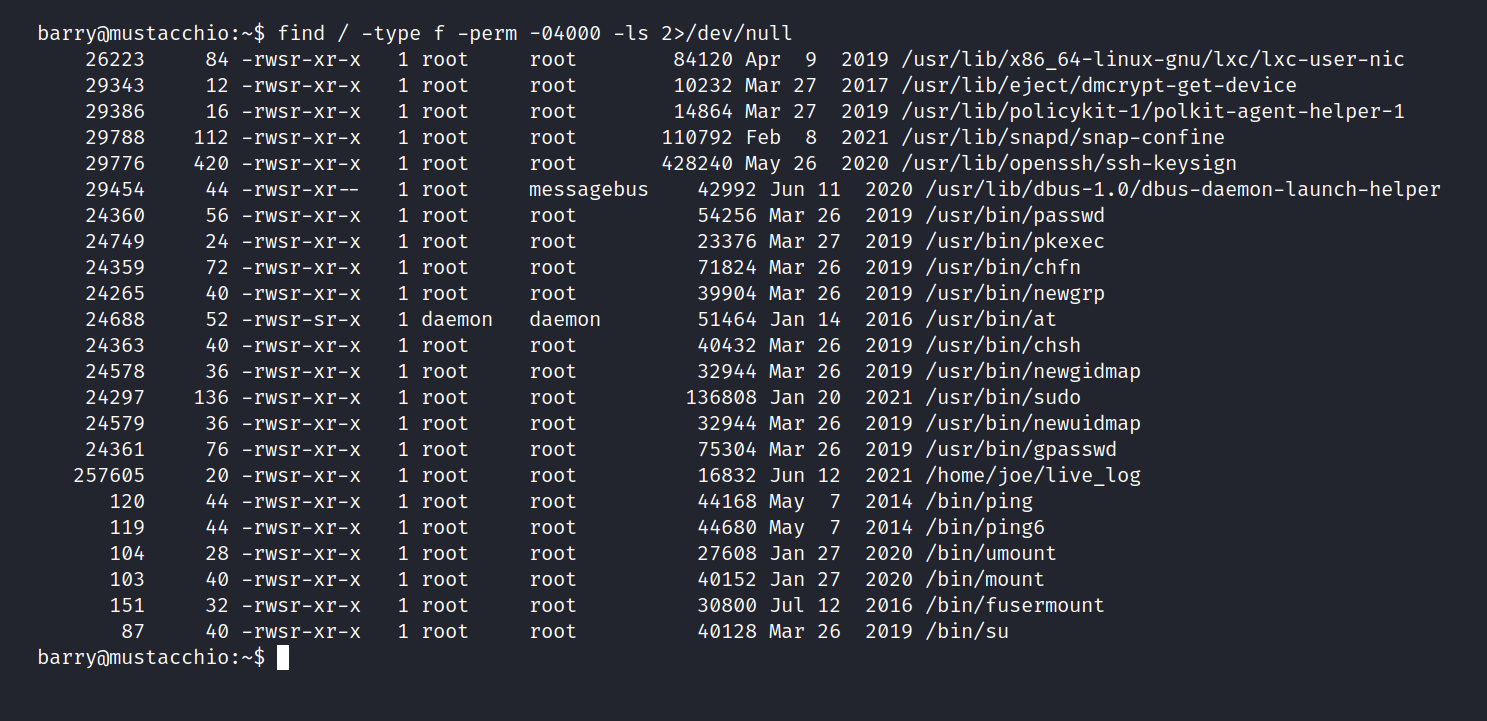 barry@mustacchio:~$ find / -type f -perm -04000 -ls 2>/dev/null
    26223     84 -rwsr-xr-x   1 root     root        84120 Apr  9  2019 /usr/lib/x86_64-linux-gnu/lxc/lxc-user-nic
    29343     12 -rwsr-xr-x   1 root     root        10232 Mar 27  2017 /usr/lib/eject/dmcrypt-get-device
    29386     16 -rwsr-xr-x   1 root     root        14864 Mar 27  2019 /usr/lib/policykit-1/polkit-agent-helper-1
    29788    112 -rwsr-xr-x   1 root     root       110792 Feb  8  2021 /usr/lib/snapd/snap-confine
    29776    420 -rwsr-xr-x   1 root     root       428240 May 26  2020 /usr/lib/openssh/ssh-keysign
    29454     44 -rwsr-xr--   1 root     messagebus    42992 Jun 11  2020 /usr/lib/dbus-1.0/dbus-daemon-launch-helper
    24360     56 -rwsr-xr-x   1 root     root          54256 Mar 26  2019 /usr/bin/passwd
    24749     24 -rwsr-xr-x   1 root     root          23376 Mar 27  2019 /usr/bin/pkexec
    24359     72 -rwsr-xr-x   1 root     root          71824 Mar 26  2019 /usr/bin/chfn
    24265     40 -rwsr-xr-x   1 root     root          39904 Mar 26  2019 /usr/bin/newgrp
    24688     52 -rwsr-sr-x   1 daemon   daemon        51464 Jan 14  2016 /usr/bin/at
    24363     40 -rwsr-xr-x   1 root     root          40432 Mar 26  2019 /usr/bin/chsh
    24578     36 -rwsr-xr-x   1 root     root          32944 Mar 26  2019 /usr/bin/newgidmap
    24297    136 -rwsr-xr-x   1 root     root         136808 Jan 20  2021 /usr/bin/sudo
    24579     36 -rwsr-xr-x   1 root     root          32944 Mar 26  2019 /usr/bin/newuidmap
    24361     76 -rwsr-xr-x   1 root     root          75304 Mar 26  2019 /usr/bin/gpasswd
   257605     20 -rwsr-xr-x   1 root     root          16832 Jun 12  2021 /home/joe/live_log
      120     44 -rwsr-xr-x   1 root     root          44168 May  7  2014 /bin/ping
      119     44 -rwsr-xr-x   1 root     root          44680 May  7  2014 /bin/ping6
      104     28 -rwsr-xr-x   1 root     root          27608 Jan 27  2020 /bin/umount
      103     40 -rwsr-xr-x   1 root     root          40152 Jan 27  2020 /bin/mount
      151     32 -rwsr-xr-x   1 root     root          30800 Jul 12  2016 /bin/fusermount
       87     40 -rwsr-xr-x   1 root     root          40128 Mar 26  2019 /bin/su
barry@mustacchio:~$